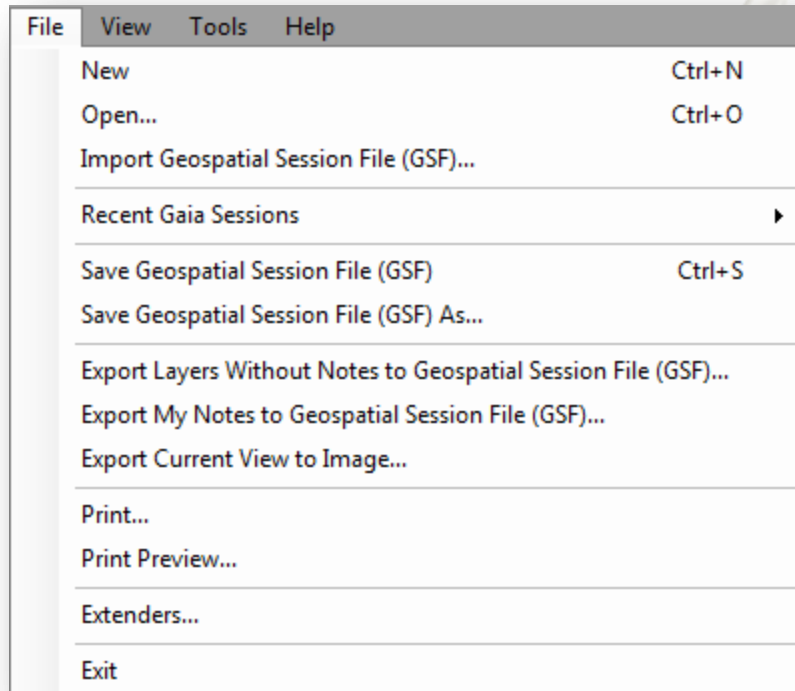 File View Tools Help
New Ctrl+N
Open... Ctrl+O
Import Geospatial Session File (GSF)...
Recent Gaia Sessions
Save Geospatial Session File (GSF) Ctrl+S
Save Geospatial Session File (GSF) As...
Export Layers Without Notes to Geospatial Session File (GSF)...
Export My Notes to Geospatial Session File (GSF)...
Export Current View to Image...
Print...
Print Preview...
Extenders...
Exit